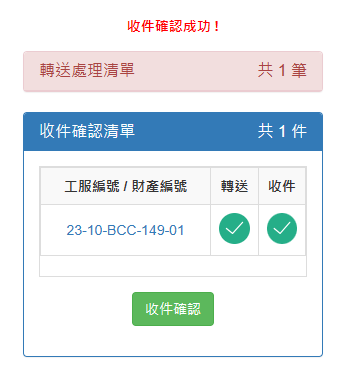 收件確認成功！
轉送處理清單 共 1 筆
收件確認清單 共 1 件
工服編號 / 財產編號 轉送 收件
23-10-BCC-149-01
收件確認